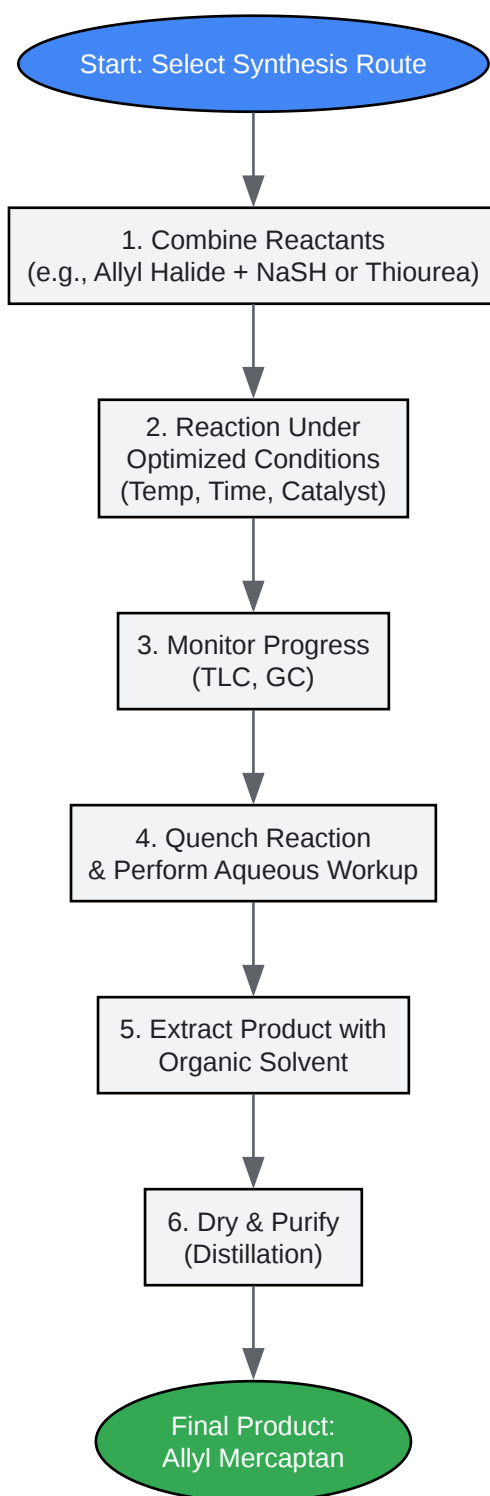 Start: Select Synthesis Route
1. Combine Reactants
(e.g., Allyl Halide + NaSH or Thiourea)
2. Reaction Under
Optimized Conditions
(Temp, Time, Catalyst)
3. Monitor Progress
(TLC, GC)
4. Quench Reaction
& Perform Aqueous Workup
5. Extract Product with
Organic Solvent
6. Dry & Purify
(Distillation)
Final Product:
Allyl Mercaptan